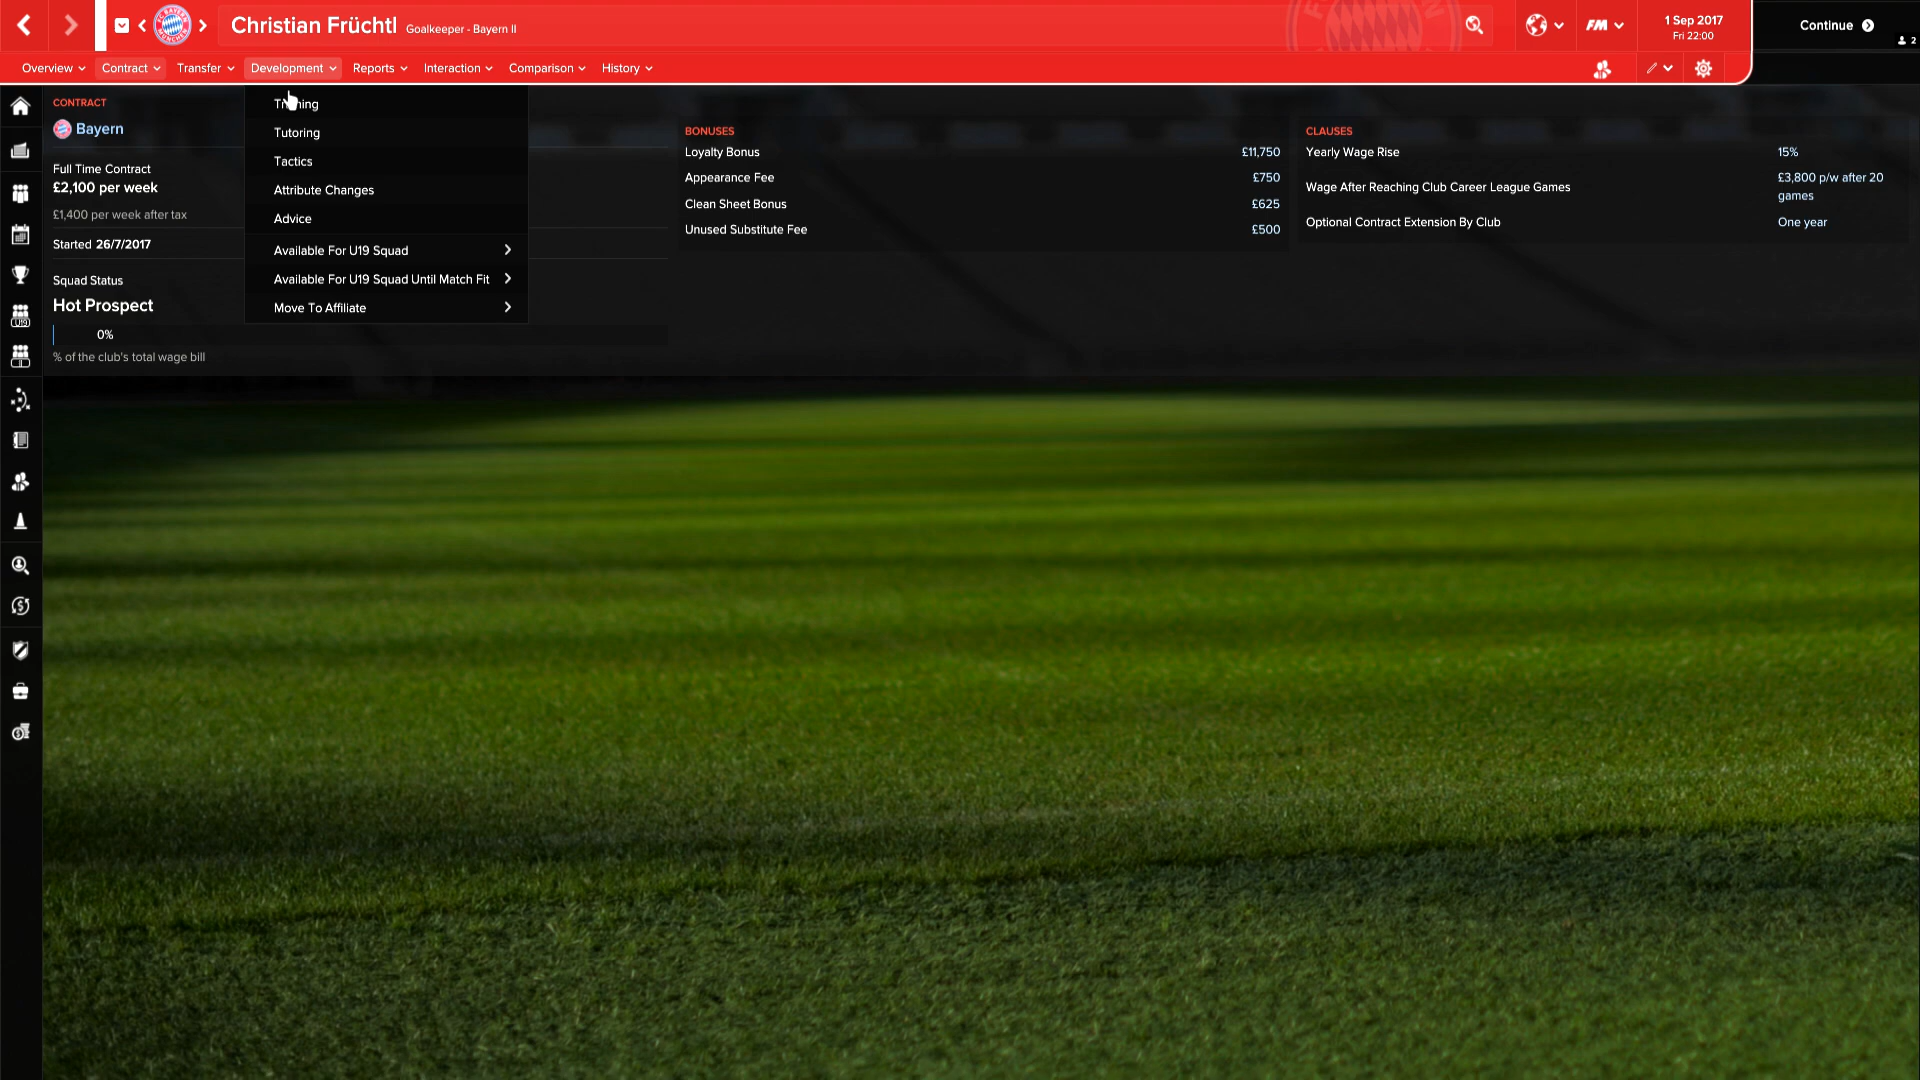 Christian Früchtl Goalkeeper - Bayern II
FM
1 Sep 2017
Fri 22:00
Continue
2
Overview
Contract
Transfer
Development
Reports
Interaction
Comparison
History
CONTRACT
Bayern
Full Time Contract
£2,100 per week
£1,400 per week after tax
Started 26/7/2017
Squad Status
Hot Prospect
0%
% of the club's total wage bill
Tutoring
Tactics
Attribute Changes
Advice
Available For U19 Squad
Available For U19 Squad Until Match Fit
Move To Affiliate
BONUSES
Loyalty Bonus £11,750
Appearance Fee £750
Clean Sheet Bonus £625
Unused Substitute Fee £500
CLAUSES
Yearly Wage Rise 15%
Wage After Reaching Club Career League Games £3,800 p/w after 20
games
Optional Contract Extension By Club One year
U19